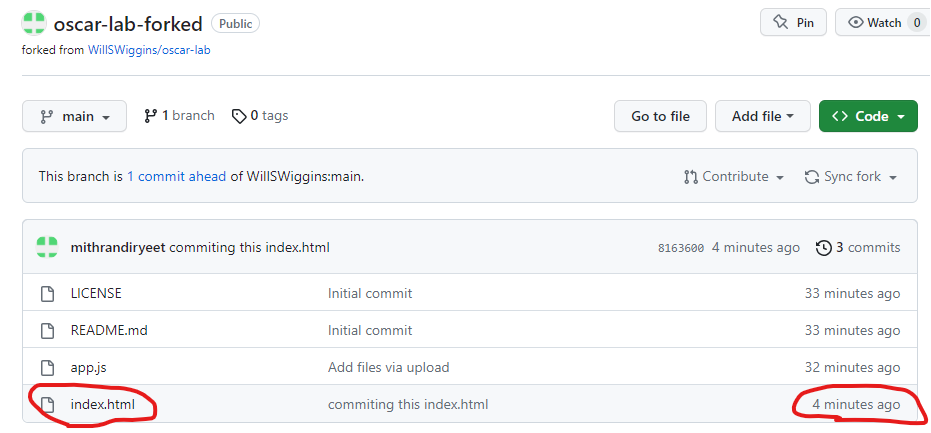 oscar-lab-forked Public Pin Watch 0
forked from WillSWiggins/oscar-lab
main 1 branch 0 tags Go to file Add file Code
This branch is 1 commit ahead of WillSWiggins:main. Contribute Sync fork
mithrandiryeet commiting this index.html 8163600 4 minutes ago 3 commits
LICENSE Initial commit 33 minutes ago
README.md Initial commit 33 minutes ago
app.js Add files via upload 32 minutes ago
index.html commiting this index.html 4 minutes ago